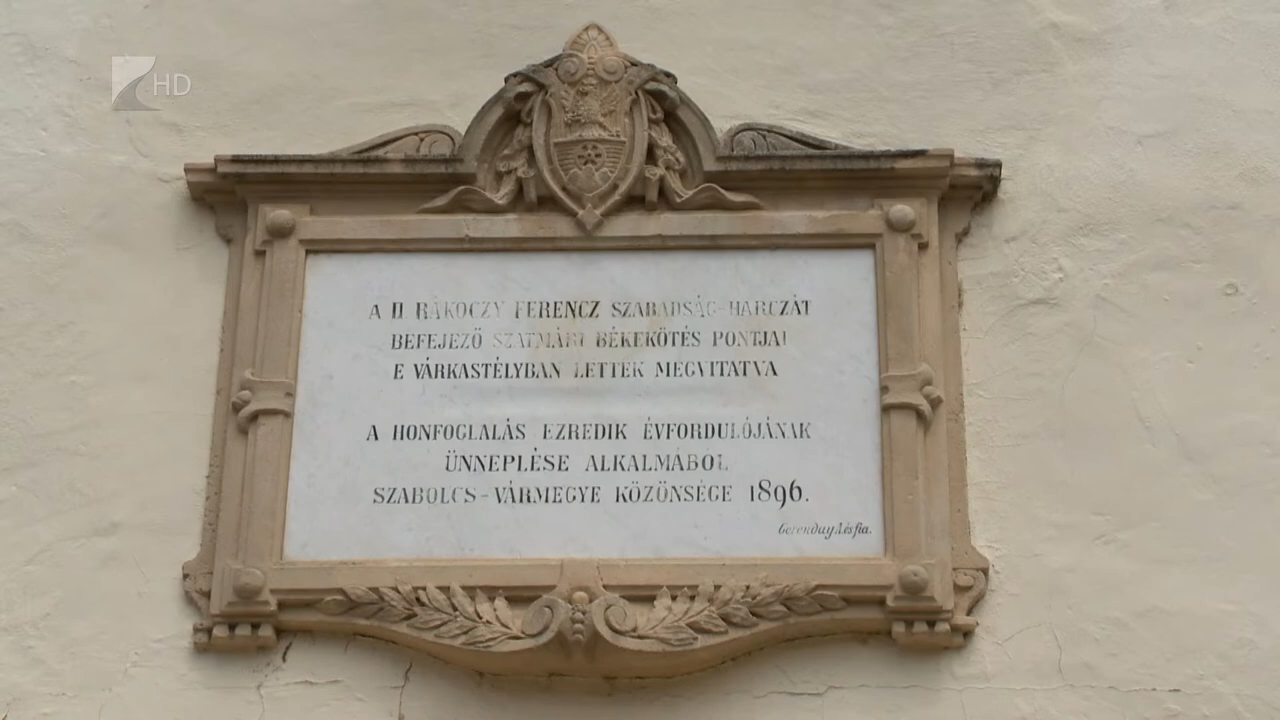 HD
A II RÁKÓCZY FERENCZ SZABADSÁG-HARCZÁT
BEFEJEZŐ SZATMÁRI BÉKEKÖTÉS PONTJAI
E VÁRKASTÉLYBAN LETTEK MEGVITATVA
A HONFOGLALÁS EZREDIK ÉVFORDULÓJÁNAK
ÜNNEPLÉSE ALKALMÁBÓL
SZABOLCS-VÁRMEGYE KÖZÖNSÉGE 1896.
Gerenday A és fia.